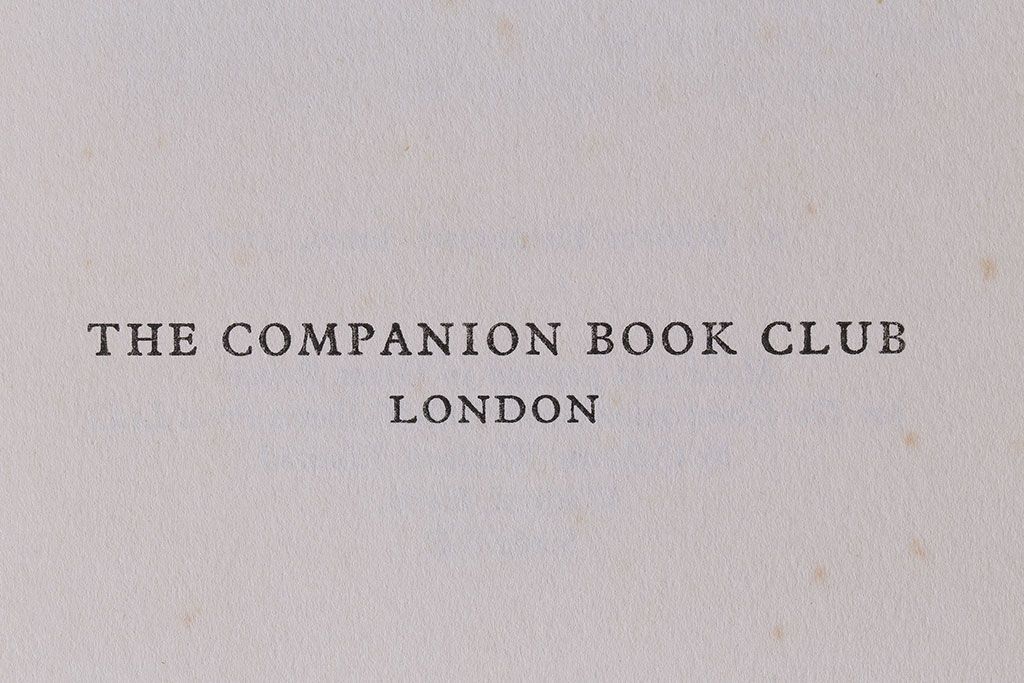 THE COMPANION BOOK CLUB
LONDON